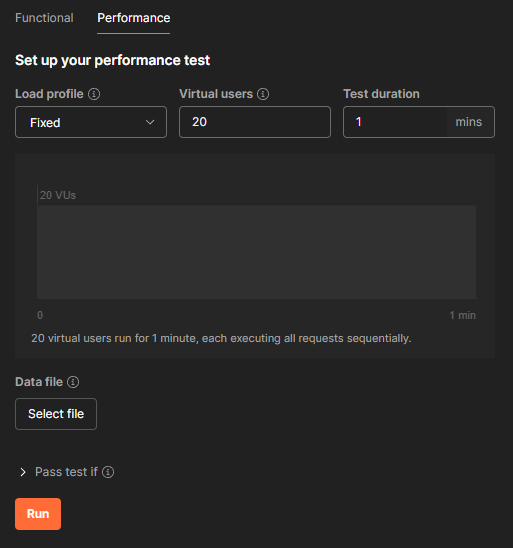 Functional Performance
Set up your performance test
Load profile Virtual users Test duration
Fixed 20 1 mins
20 VUs
0 1 min
20 virtual users run for 1 minute, each executing all requests sequentially.
Data file
Select file
Pass test if
Run